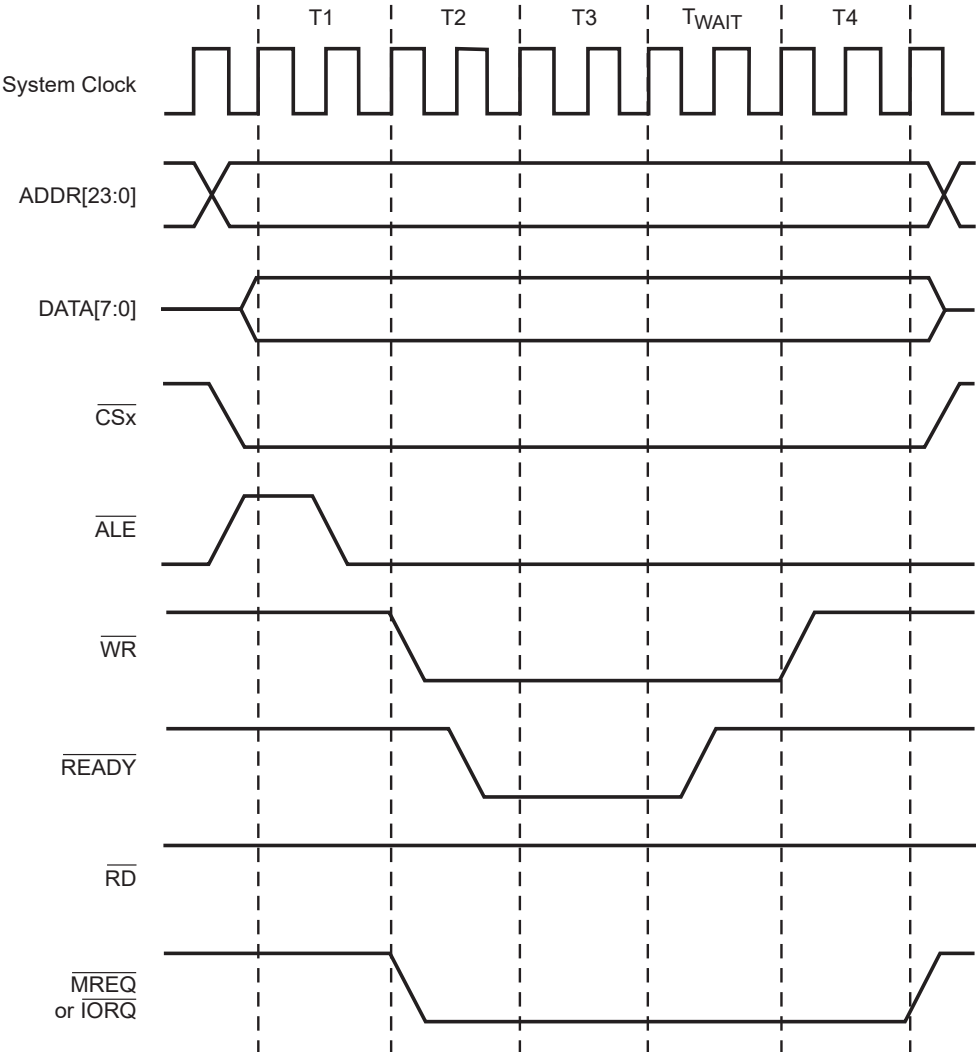 T1 T2 T3 TWAIT T4
System Clock
ADDR[23:0]
DATA[7:0]
CSx
ALE
WR
READY
RD
MREQ
or IORQ